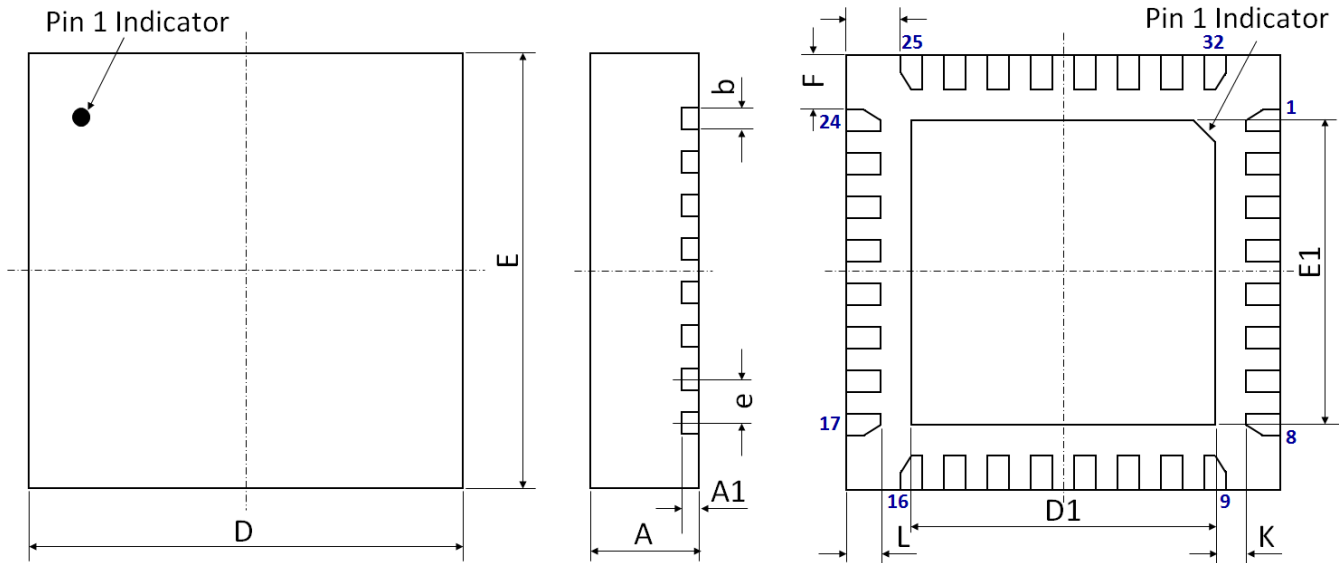 Pin 1 Indicator
E
D
b
e
A1
A
Pin 1 Indicator
25
32
F
24
1
E1
17
8
16
9
D1
L
K